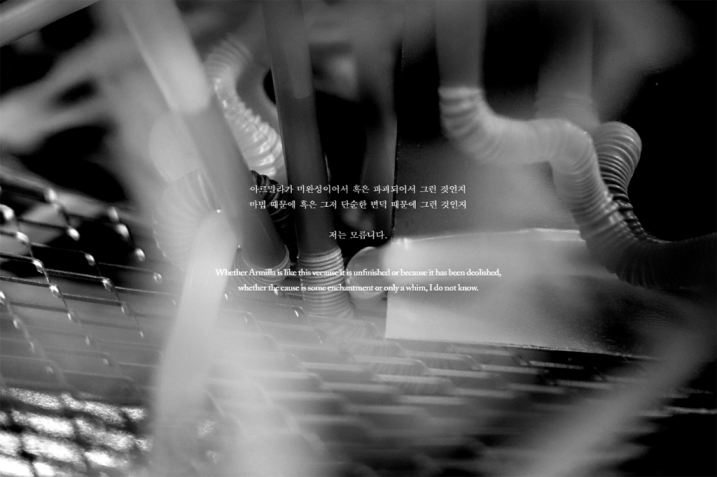 아르밀라가 미완성이어서 혹은 파괴되어서 그런 것인지
마법 때문에 혹은 그저 단순한 변덕 때문에 그런 것인지
저는 모릅니다.
Whether Armilla is like this vecause it is unfinished or because it has been deolished,
whether the cause is some enchantment or only a whim, I do not know.